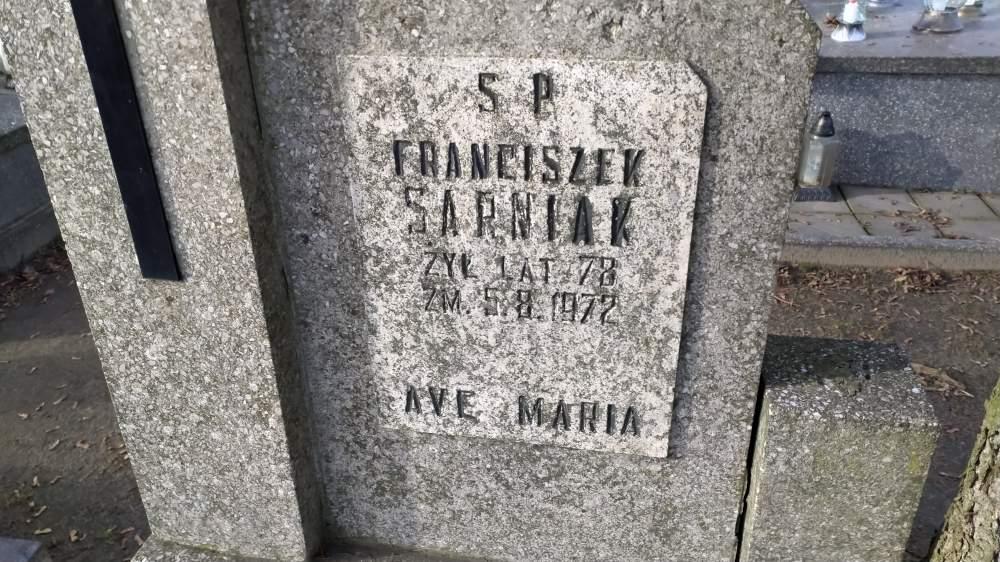 S P
FRANCISZEK
SARNIAK
ŻYŁ LAT 78
ZM. 5.8.1972
AVE MARIA